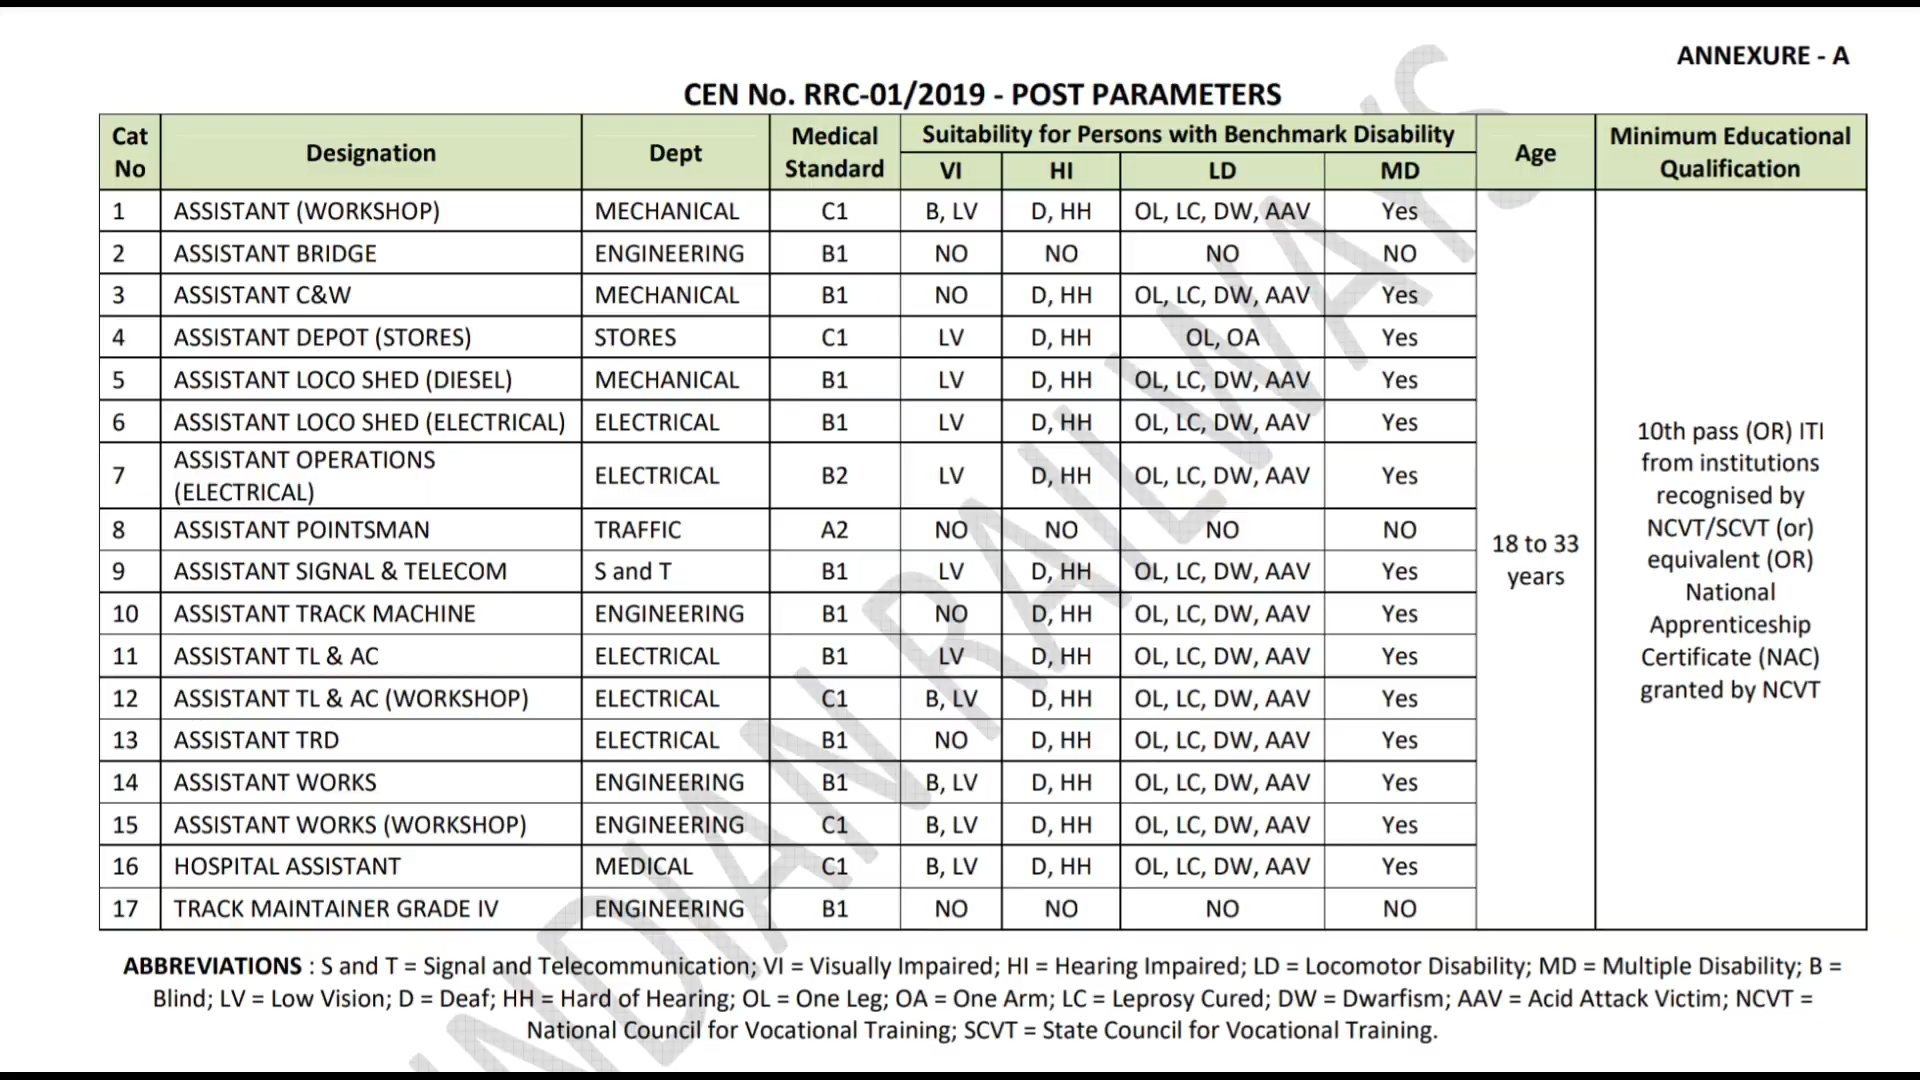 ANNEXURE - A
CEN No. RRC-01/2019 - POST PARAMETERS
Cat No Designation Dept Medical Standard Suitability for Persons with Benchmark Disability Age Minimum Educational Qualification
VI HI LD MD
1 ASSISTANT (WORKSHOP) MECHANICAL C1 B, LV D, HH OL, LC, DW, AAV Yes
2 ASSISTANT BRIDGE ENGINEERING B1 NO NO NO NO
3 ASSISTANT C&W MECHANICAL B1 NO D, HH OL, LC, DW, AAV Yes
4 ASSISTANT DEPOT (STORES) STORES C1 LV D, HH OL, OA Yes
5 ASSISTANT LOCO SHED (DIESEL) MECHANICAL B1 LV D, HH OL, LC, DW, AAV Yes
6 ASSISTANT LOCO SHED (ELECTRICAL) ELECTRICAL B1 LV D, HH OL, LC, DW, AAV Yes
7 ASSISTANT OPERATIONS (ELECTRICAL) ELECTRICAL B2 LV D, HH OL, LC, DW, AAV Yes
8 ASSISTANT POINTSMAN TRAFFIC A2 NO NO NO NO
9 ASSISTANT SIGNAL & TELECOM S and T B1 LV D, HH OL, LC, DW, AAV Yes
10 ASSISTANT TRACK MACHINE ENGINEERING B1 NO D, HH OL, LC, DW, AAV Yes
11 ASSISTANT TL & AC ELECTRICAL B1 LV D, HH OL, LC, DW, AAV Yes
12 ASSISTANT TL & AC (WORKSHOP) ELECTRICAL C1 B, LV D, HH OL, LC, DW, AAV Yes
13 ASSISTANT TRD ELECTRICAL B1 NO D, HH OL, LC, DW, AAV Yes
14 ASSISTANT WORKS ENGINEERING B1 B, LV D, HH OL, LC, DW, AAV Yes
15 ASSISTANT WORKS (WORKSHOP) ENGINEERING C1 B, LV D, HH OL, LC, DW, AAV Yes
16 HOSPITAL ASSISTANT MEDICAL C1 B, LV D, HH OL, LC, DW, AAV Yes
17 TRACK MAINTAINER GRADE IV ENGINEERING B1 NO NO NO NO
18 to 33
years
10th pass (OR) ITI
from institutions
recognised by
NCVT/SCVT (or)
equivalent (OR)
National
Apprenticeship
Certificate (NAC)
granted by NCVT
ABBREVIATIONS : S and T = Signal and Telecommunication; VI = Visually Impaired; HI = Hearing Impaired; LD = Locomotor Disability; MD = Multiple Disability; B =
Blind; LV = Low Vision; D = Deaf; HH = Hard of Hearing; OL = One Leg; OA = One Arm; LC = Leprosy Cured; DW = Dwarfism; AAV = Acid Attack Victim; NCVT =
National Council for Vocational Training; SCVT = State Council for Vocational Training.
INDIAN RAILWAYS